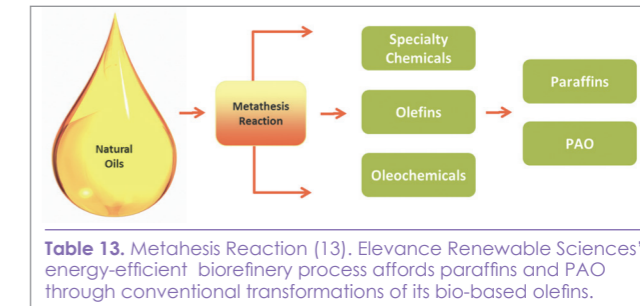 Natural
Oils
Metathesis
Reaction
Specialty
Chemicals
Olefins
Oleochemicals
Paraffins
PAO
Table 13. Metahesis Reaction (13). Elevance Renewable Sciences'
energy-efficient biorefinery process affords paraffins and PAO
through conventional transformations of its bio-based olefins.